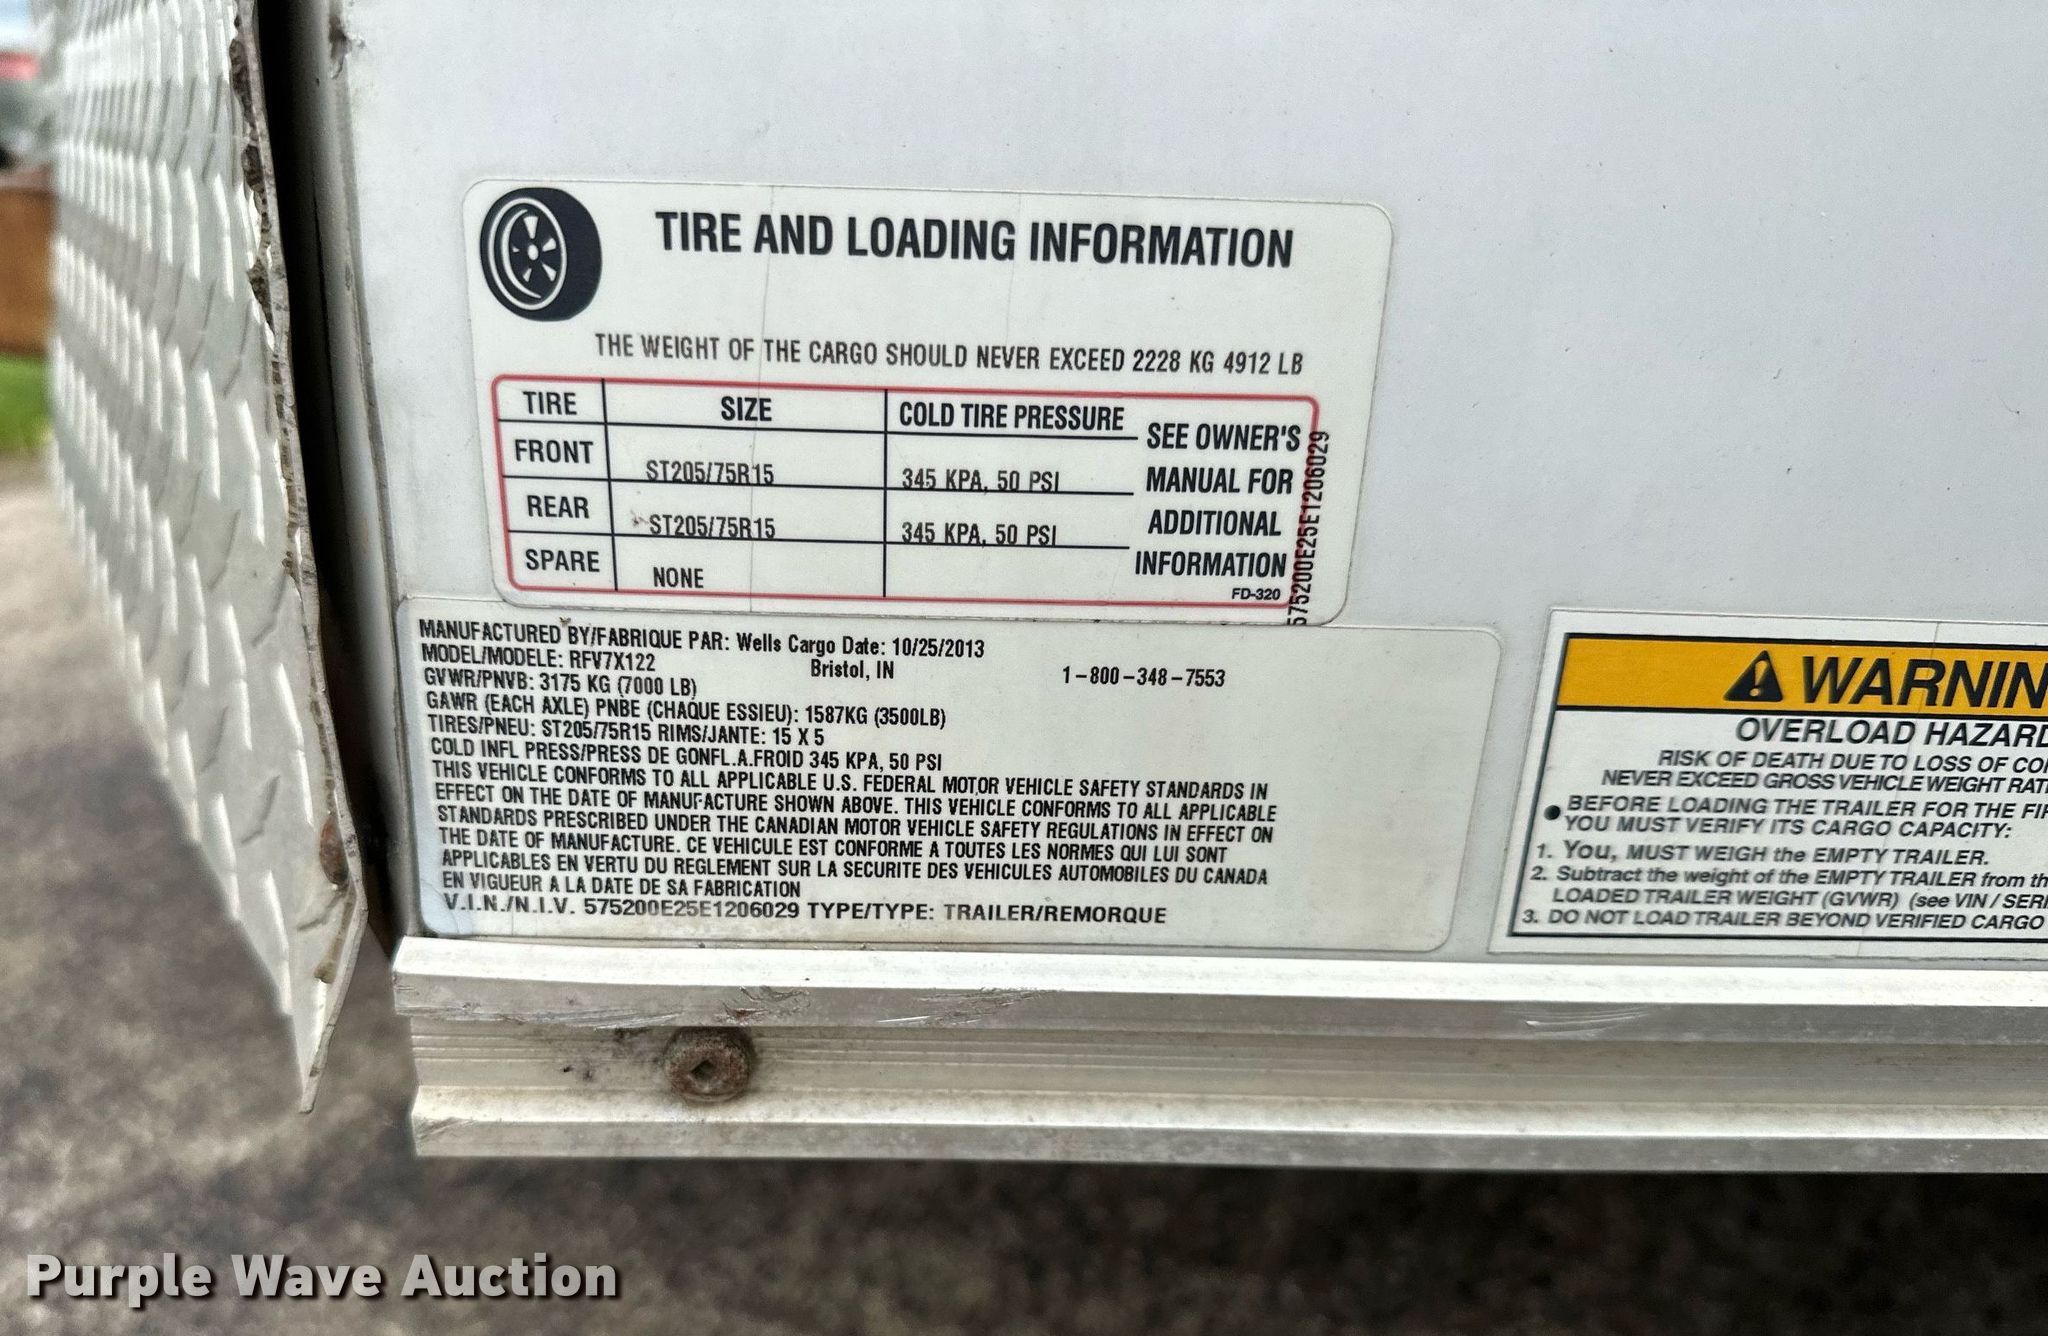 TIRE AND LOADING INFORMATION
THE WEIGHT OF THE CARGO SHOULD NEVER EXCEED 2228 KG 4912 LB
TIRE SIZE COLD TIRE PRESSURE
FRONT ST205/75R15 345 KPA, 50 PSI
REAR ST205/75R15 345 KPA, 50 PSI
SPARE NONE
SEE OWNER'S
MANUAL FOR
ADDITIONAL
INFORMATION
FD-320
575200E25E1206029
MANUFACTURED BY/FABRIQUE PAR: Wells Cargo Date: 10/25/2013
MODEL/MODELE: RFV7X122 Bristol, IN 1-800-348-7553
GVWR/PNVB: 3175 KG (7000 LB)
GAWR (EACH AXLE) PNBE (CHAQUE ESSIEU): 1587KG (3500LB)
TIRES/PNEU: ST205/75R15 RIMS/JANTE: 15 X 5
COLD INFL PRESS/PRESS DE GONFL.A.FROID 345 KPA, 50 PSI
THIS VEHICLE CONFORMS TO ALL APPLICABLE U.S. FEDERAL MOTOR VEHICLE SAFETY STANDARDS IN
EFFECT ON THE DATE OF MANUFACTURE SHOWN ABOVE. THIS VEHICLE CONFORMS TO ALL APPLICABLE
STANDARDS PRESCRIBED UNDER THE CANADIAN MOTOR VEHICLE SAFETY REGULATIONS IN EFFECT ON
THE DATE OF MANUFACTURE. CE VEHICULE EST CONFORME A TOUTES LES NORMES QUI LUI SONT
APPLICABLES EN VERTU DU REGLEMENT SUR LA SECURITE DES VEHICULES AUTOMOBILES DU CANADA
EN VIGUEUR A LA DATE DE SA FABRICATION
V.I.N./N.I.V. 575200E25E1206029 TYPE/TYPE: TRAILER/REMORQUE
WARNIN
OVERLOAD HAZARD
RISK OF DEATH DUE TO LOSS OF CO
NEVER EXCEED GROSS VEHICLE WEIGHT RATI
• BEFORE LOADING THE TRAILER FOR THE FIR
YOU MUST VERIFY ITS CARGO CAPACITY:
1. You, MUST WEIGH the EMPTY TRAILER.
2. Subtract the weight of the EMPTY TRAILER from th
LOADED TRAILER WEIGHT (GVWR) (see VIN / SERI
3. DO NOT LOAD TRAILER BEYOND VERIFIED CARGO
Purple Wave Auction